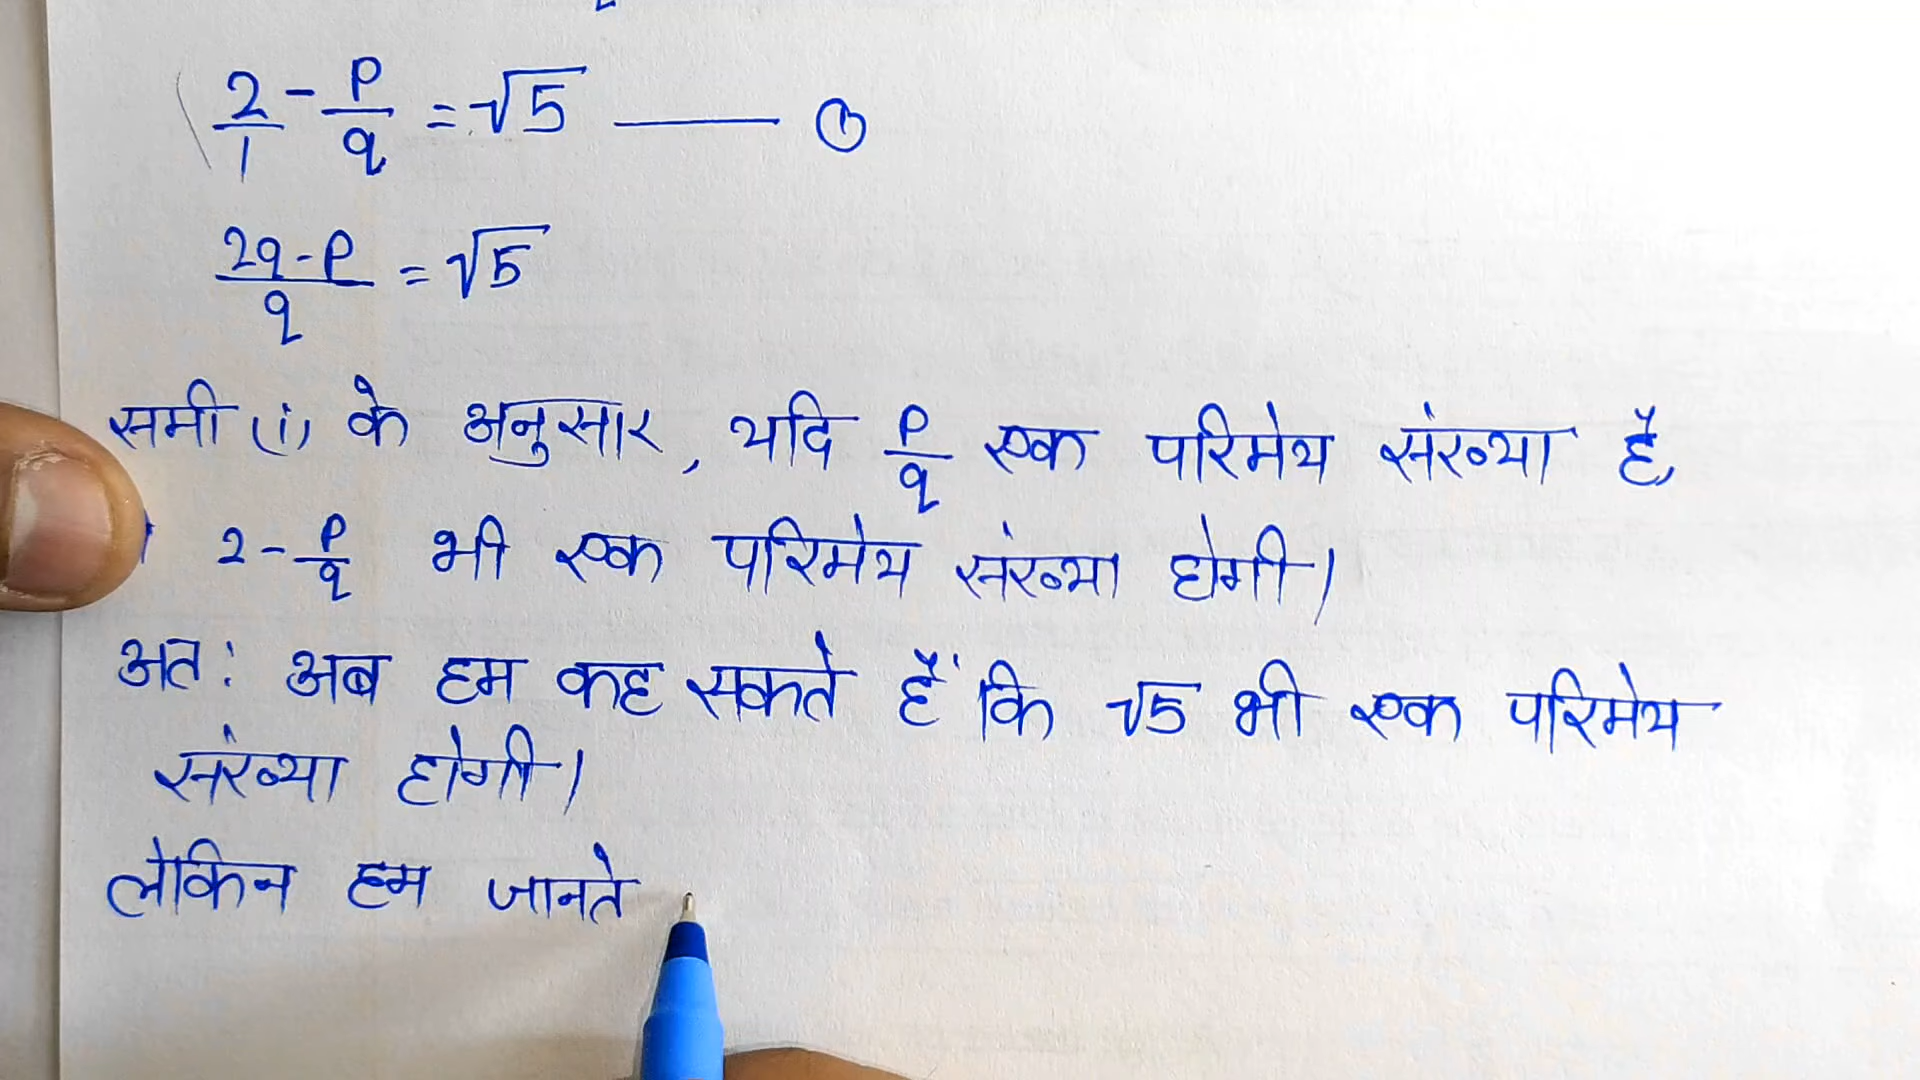 2/1 - P/q = √5 —— (i)
2q-P/q = √5
समी (i) के अनुसार, यदि P/q एक परिमेय संख्या है,
2 - P/q भी एक परिमेय संख्या होगी।
अत: अब हम कह सकते हैं कि √5 भी एक परिमेय
संख्या होगी।
लेकिन हम जानते